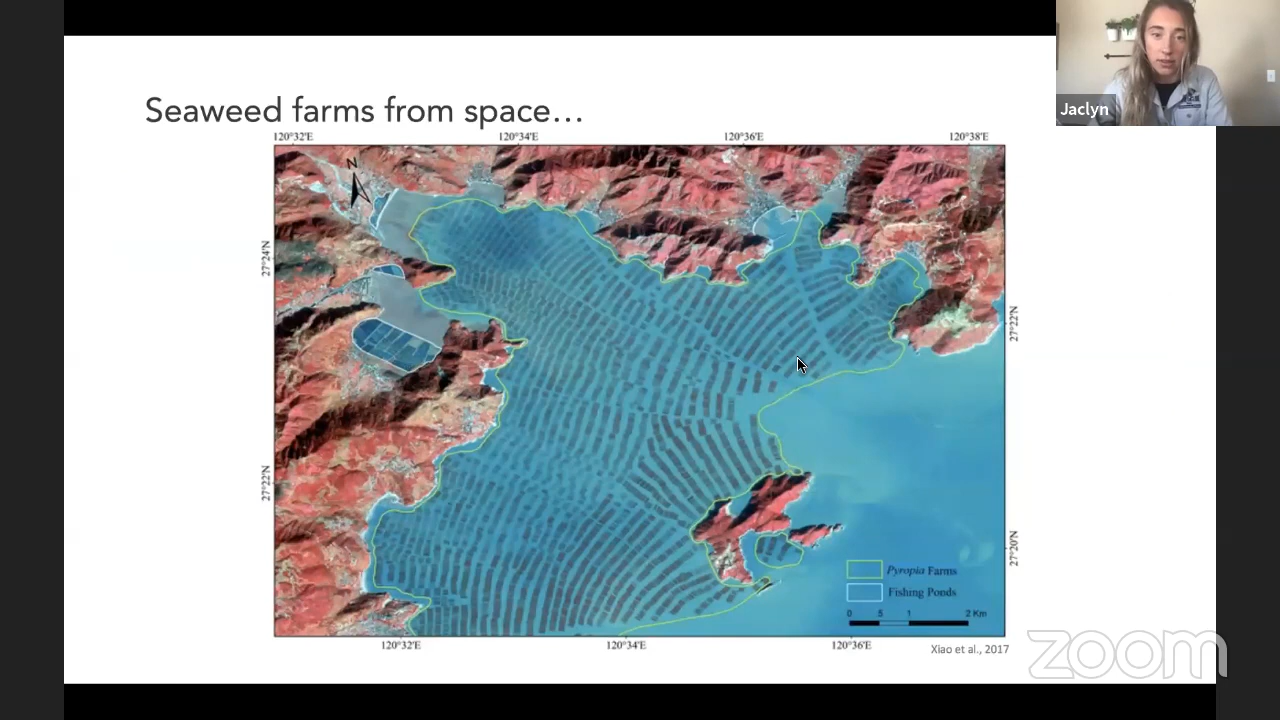 Jaclyn
Seaweed farms from space…
120°32'E 120°34'E 120°36'E 120°38'E
N
27°24'N
27°22'N
27°22'N
27°20'N
Pyropia Farms
Fishing Ponds
0 .5 1 2 Km
120°32'E 120°34'E 120°36'E
Xiao et al., 2017
zoom